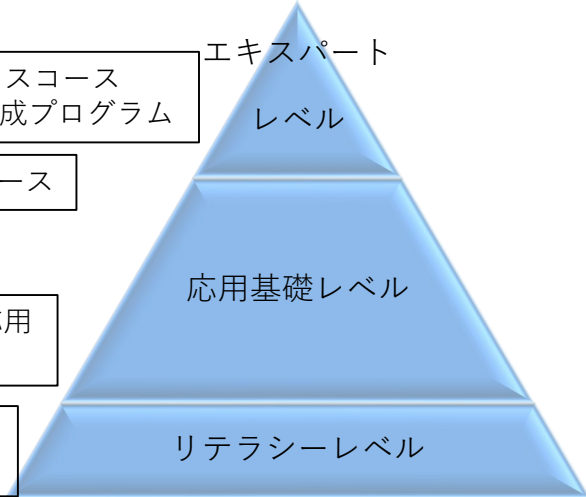 エキスパート
レベル
スコース
成プログラム
ース
応用基礎レベル
用
リテラシーレベル